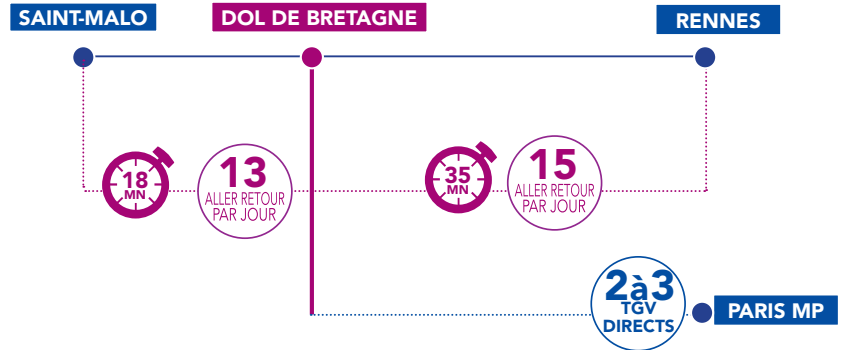 SAINT-MALO
DOL DE BRETAGNE
RENNES
18
MN
13
ALLER RETOUR
PAR JOUR
35
MN
15
ALLER RETOUR
PAR JOUR
2à3
TGV
DIRECTS
PARIS MP